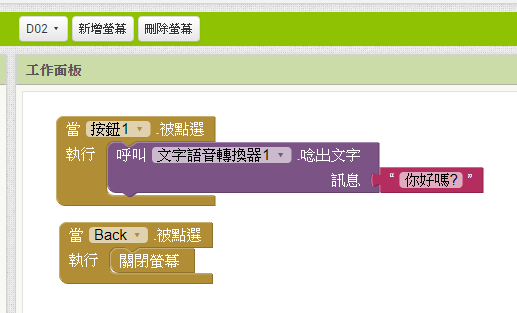 D02 新增螢幕 刪除螢幕
工作面板
當 按鈕1 .被點選
執行 呼叫 文字語音轉換器1 .唸出文字
訊息 “ 你好嗎? ”
當 Back .被點選
執行 關閉螢幕